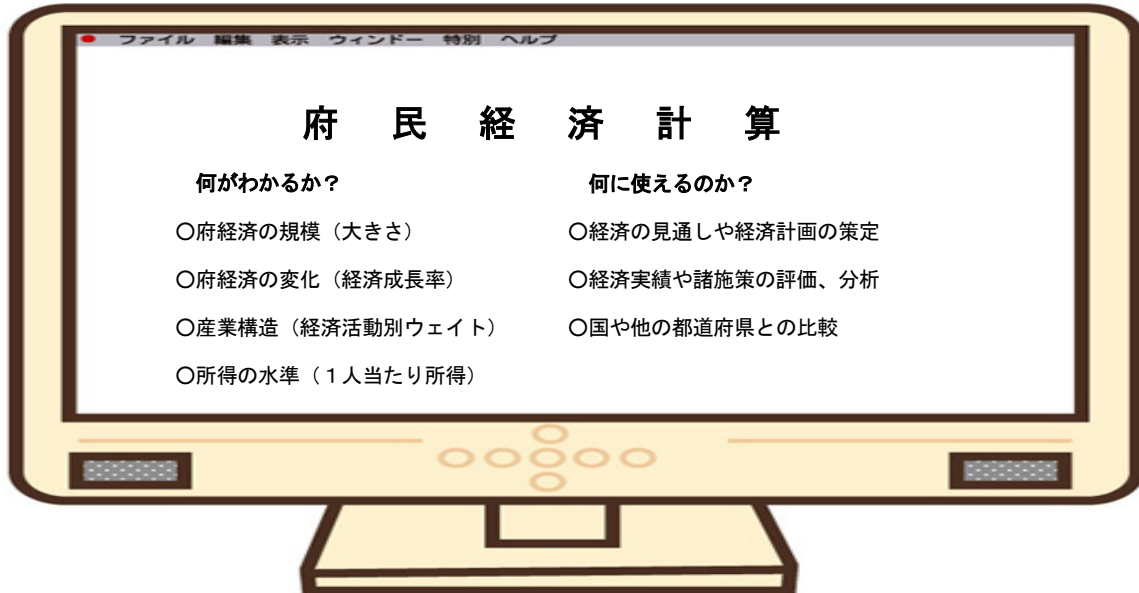 ファイル 編集 表示 ウィンドー 特別 ヘルプ
府民経済計算
何がわかるか?
〇府経済の規模(大きさ)
〇府経済の変化(経済成長率)
〇産業構造(経済活動別ウェイト)
〇所得の水準(1人当たり所得)
何に使えるのか?
〇経済の見通しや経済計画の策定
〇経済実績や諸施策の評価、分析
〇国や他の都道府県との比較